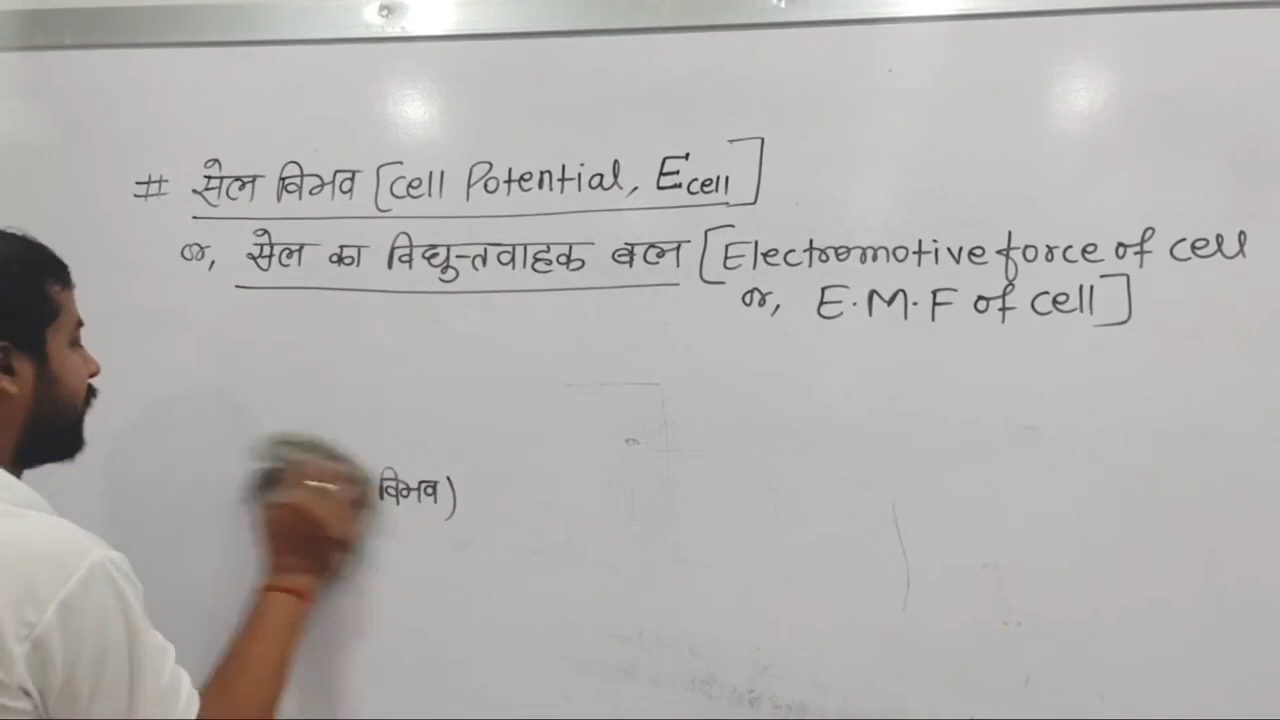 # सेल विभव [Cell Potential, Ecell]
or, सेल का विद्युतवाहक बल [Electromotive force of cell
or, E.M.F of cell]
विभव)